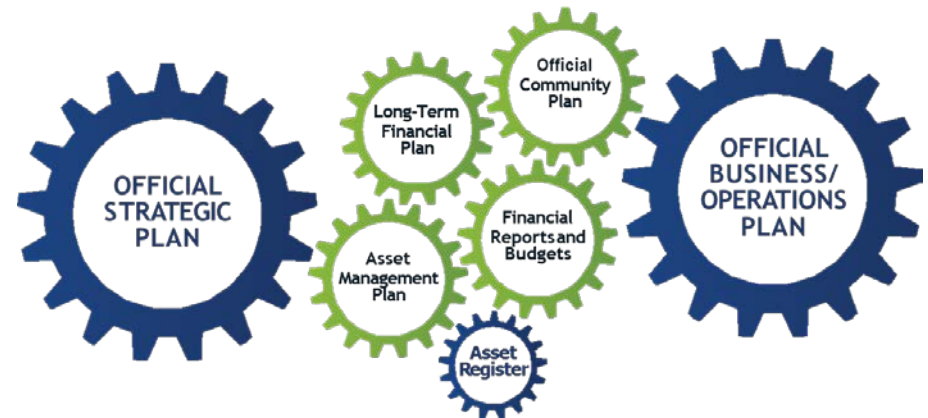 OFFICIAL
STRATEGIC
PLAN
Long-Term
Financial
Plan
Official
Community
Plan
Asset
Management
Plan
Financial
Reports and
Budgets
Asset
Register
OFFICIAL
BUSINESS/
OPERATIONS
PLAN